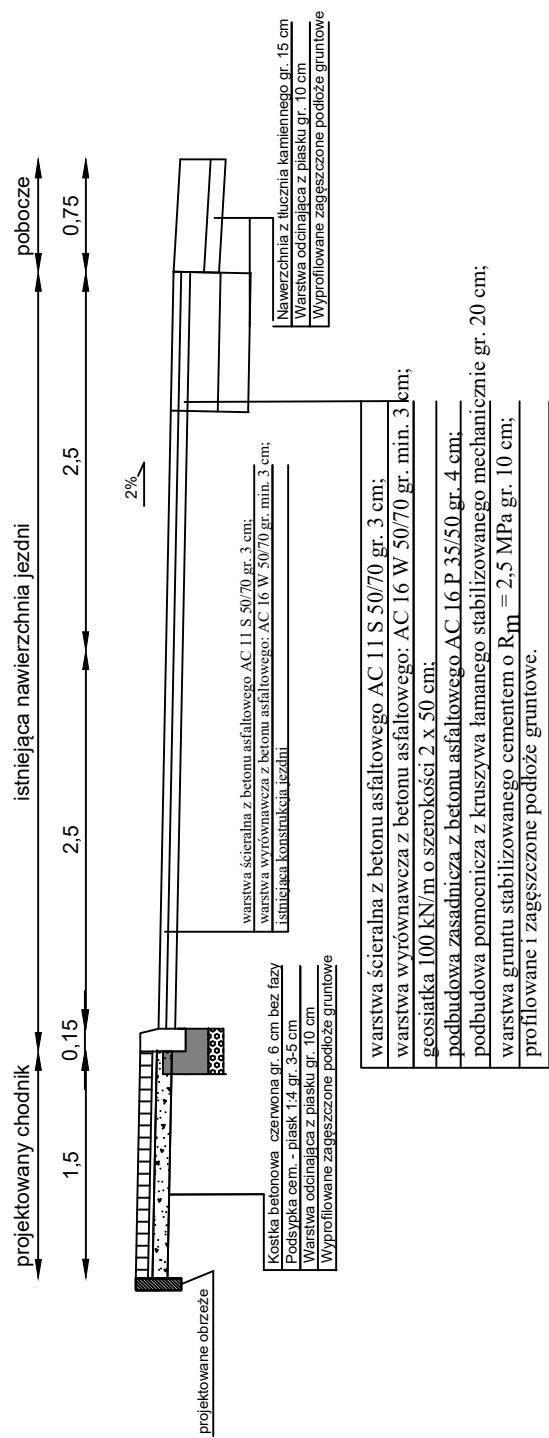 projektowany chodnik
istniejąca nawierzchnia jezdni
pobocze
1,5
0,15
2,5
2,5
0,75
2%
projektowane obrzeże
Kostka betonowa czerwona gr. 6 cm bez fazy
Podsypka cem. - piask 1:4 gr. 3-5 cm
Warstwa odcinająca z piasku gr. 10 cm
Wyprofilowane zagęszczone podłoże gruntowe
warstwa ścieralna z betonu asfaltowego AC 11 S 50/70 gr. 3 cm;
warstwa wyrównawcza z betonu asfaltowego: AC 16 W 50/70 gr. min. 3 cm;
istniejąca konstrukcja jezdni
Nawierzchnia z tłucznia kamiennego gr. 15 cm
Warstwa odcinająca z piasku gr. 10 cm
Wyprofilowane zagęszczone podłoże gruntowe
warstwa ścieralna z betonu asfaltowego AC 11 S 50/70 gr. 3 cm;
warstwa wyrównawcza z betonu asfaltowego: AC 16 W 50/70 gr. min. 3 cm;
geosiatka 100 kN/m o szerokości 2 x 50 cm;
podbudowa zasadnicza z betonu asfaltowego AC 16 P 35/50 gr. 4 cm;
podbudowa pomocnicza z kruszywa łamanego stabilizowanego mechanicznie gr. 20 cm;
warstwa gruntu stabilizowanego cementem o Rm = 2,5 MPa gr. 10 cm;
profilowane i zagęszczone podłoże gruntowe.